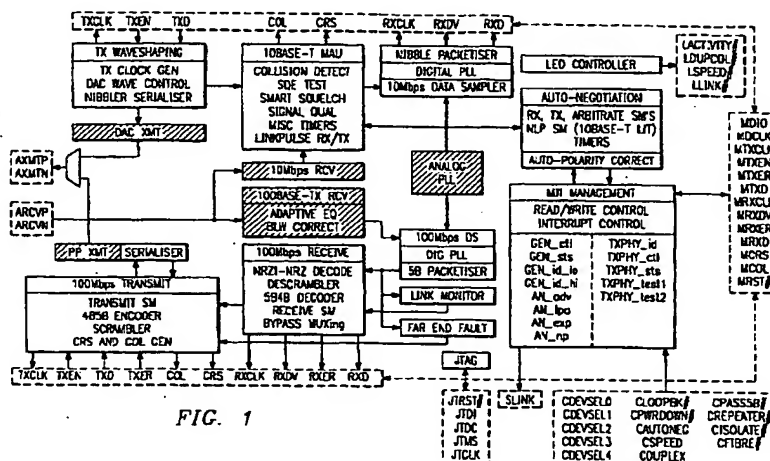 TXCLK TXEN TXD COL CRS RXCLK RXDV RXD
TX WAVESHAPING
TX CLOCK GEN
DAC WAVE CONTROL
NIBBLER SERIALISER
DAC XMT
10BASE-T MAU
COLLISION DETECT
SQE TEST
SMART SQUELCH
SIGNAL QUAL
MISC TIMERS
LINKPULSE RX/TX
NIBBLE PACKETISER
DIGITAL PLL
10Mbps DATA SAMPLER
LED CONTROLLER
LACTIVITY
LDUPCOL
LSPEED
LLINK
AUTO-NEGOTIATION
RX, TX, ARBITRATE SM'S
NLP SM (10BASE-T LIT)
TIMERS
AUTO-POLARITY CORRECT
MDIO
MDCLK
MTXCLK
MTXEN
MTXER
MTXD
MRXCLK
MRXDV
MRXER
MRXD
MCRS
MCOL
MRST
AXMTP
AXMTN
ARCVP
ARCVN
10Mbps RCV
100BASE-TX RCV
ADAPTIVE EQ
BLW CORRECT
ANALOG
PLL
MII MANAGEMENT
READ/WRITE CONTROL
INTERRUPT CONTROL
GEN_ctl
GEN_sts
GEN_id_lo
GEN_id_hi
AN_adv
AN_lpa
AN_exp
AV_np
TXPHY_id
TXPHY_ctl
TXPHY_sts
TXPHY_test1
TXPHY_test2
PP XMT SERIALISER
100Mbps TRANSMIT
TRANSMIT SM
4B5B ENCODER
SCRAMBLER
CRS AND COL GEN
100Mbps RECEIVE
NRZI-NRZ DECODE
DESCRAMBLER
5B4B DECODER
RECEIVE SM
BYPASS MUXing
100Mbps DS
DIG PLL
5B PACKETISER
LINK MONITOR
FAR END FAULT
TXCLK TXEN TXD TXER COL CRS RXCLK RXDV RXER RXD
JTAG
JTRST
JTDI
JTDC
JTMS
JTCLK
SLINK
CDEVSEL0 CLOOPBK CPASS5B
CDEVSEL1 CPWRDOWN CREPEATER
CDEVSEL2 CAUTONEG CISOLATE
CDEVSEL3 CSPEED CFIBRE
CDEVSEL4 COUPLEX
FIG. 1